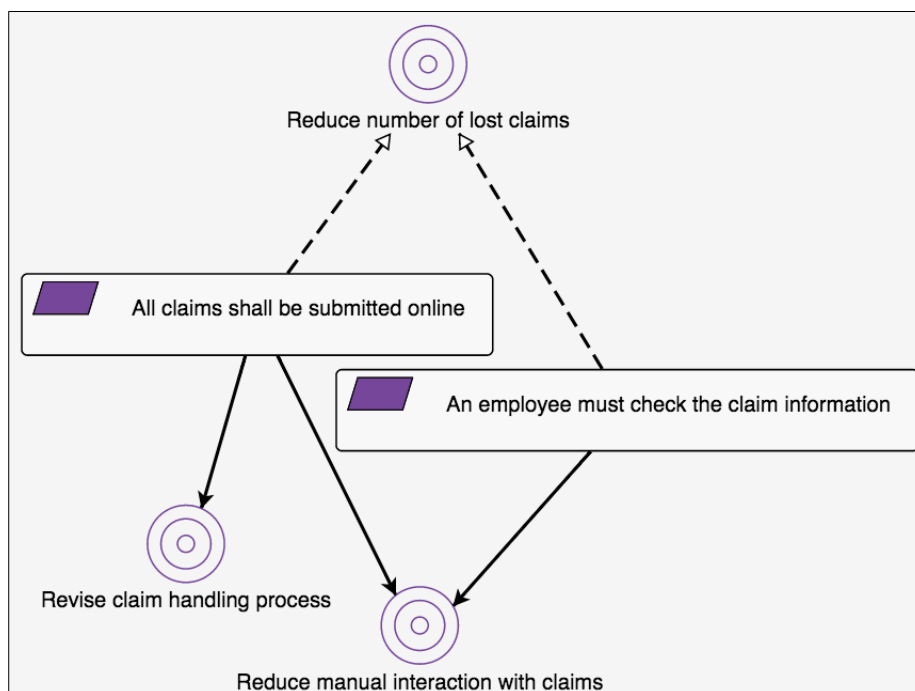 Reduce number of lost claims
All claims shall be submitted online
An employee must check the claim information
Revise claim handling process
Reduce manual interaction with claims